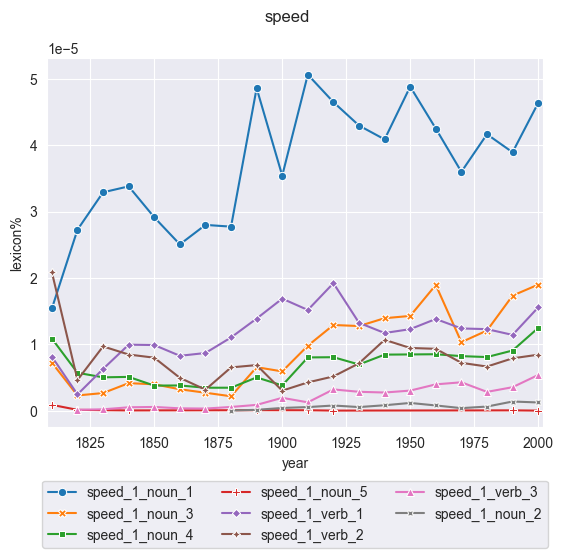 speed
1e−5
5
4
3
2
1
0
lexicon%
1825 1850 1875 1900 1925 1950 1975 2000
year
speed_1_noun_1 speed_1_noun_5 speed_1_verb_3
speed_1_noun_3 speed_1_verb_1 speed_1_noun_2
speed_1_noun_4 speed_1_verb_2